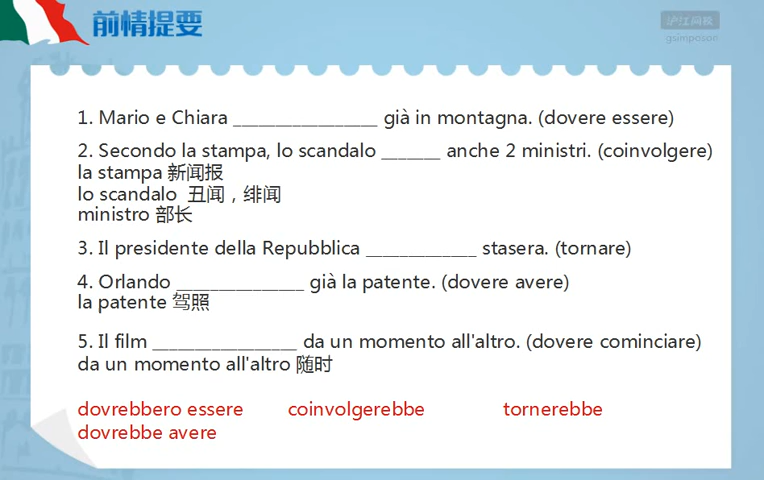 前情提要
沪江网校
gsimposon
1. Mario e Chiara _________________ già in montagna. (dovere essere)
2. Secondo la stampa, lo scandalo _______ anche 2 ministri. (coinvolgere)
la stampa 新闻报
lo scandalo 丑闻，绯闻
ministro 部长
3. Il presidente della Repubblica _____________ stasera. (tornare)
4. Orlando _______________ già la patente. (dovere avere)
la patente 驾照
5. Il film _________________ da un momento all'altro. (dovere cominciare)
da un momento all'altro 随时
dovrebbero essere coinvolgerebbe tornerebbe
dovrebbe avere